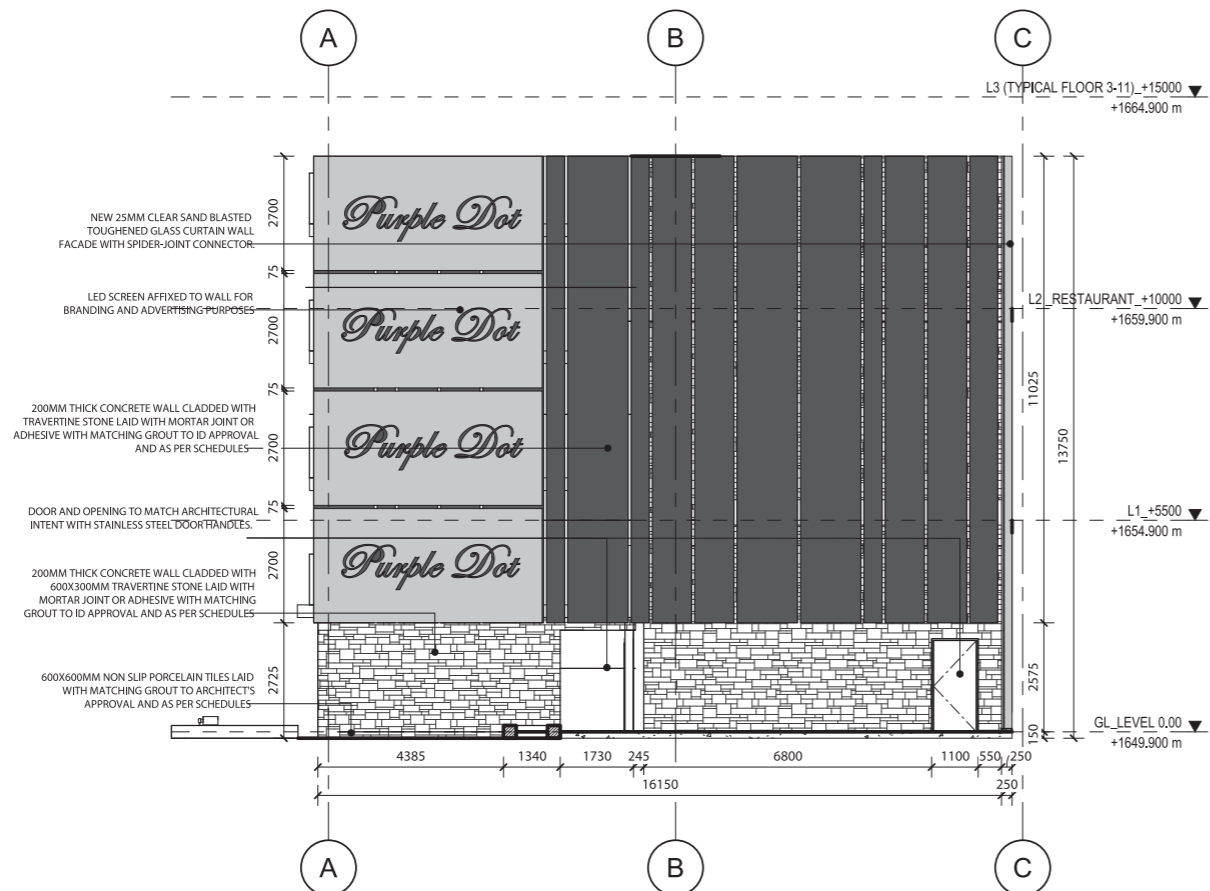 A
B
C
L3 (TYPICAL FLOOR 3-11)_+15000
+1664.900 m
NEW 25MM CLEAR SAND BLASTED
TOUGHENED GLASS CURTAIN WALL
FACADE WITH SPIDER-JOINT CONNECTOR.
2700
Purple Dot
75
LED SCREEN AFFIXED TO WALL FOR
BRANDING AND ADVERTISING PURPOSES
L2_RESTAURANT_+10000
+1659.900 m
2700
Purple Dot
75
11025
13750
200MM THICK CONCRETE WALL CLADDED WITH
TRAVERTINE STONE LAID WITH MORTAR JOINT OR
ADHESIVE WITH MATCHING GROUT TO ID APPROVAL
AND AS PER SCHEDULES
2700
Purple Dot
75
DOOR AND OPENING TO MATCH ARCHITECTURAL
INTENT WITH STAINLESS STEEL DOOR HANDLES.
L1_+5500
+1654.900 m
2700
Purple Dot
200MM THICK CONCRETE WALL CLADDED WITH
600X300MM TRAVERTINE STONE LAID WITH
MORTAR JOINT OR ADHESIVE WITH MATCHING
GROUT TO ID APPROVAL AND AS PER SCHEDULES
2725
2575
600X600MM NON SLIP PORCELAIN TILES LAID
WITH MATCHING GROUT TO ARCHITECT'S
APPROVAL AND AS PER SCHEDULES
150
GL_LEVEL 0.00
+1649.900 m
4385 1340 1730 245 6800 1100 550 250
16150 250
A
B
C